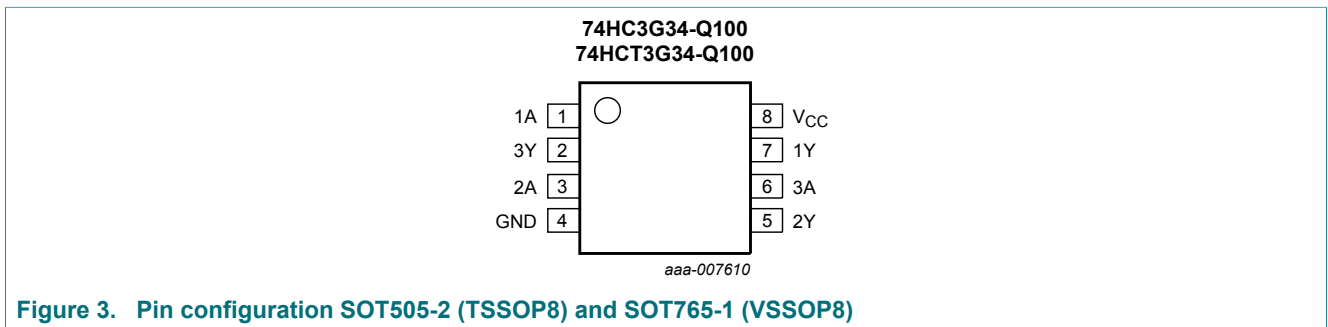 74HC3G34-Q100
74HCT3G34-Q100
1A 1 8 VCC
3Y 2 7 1Y
2A 3 6 3A
GND 4 5 2Y
aaa-007610
Figure 3. Pin configuration SOT505-2 (TSSOP8) and SOT765-1 (VSSOP8)